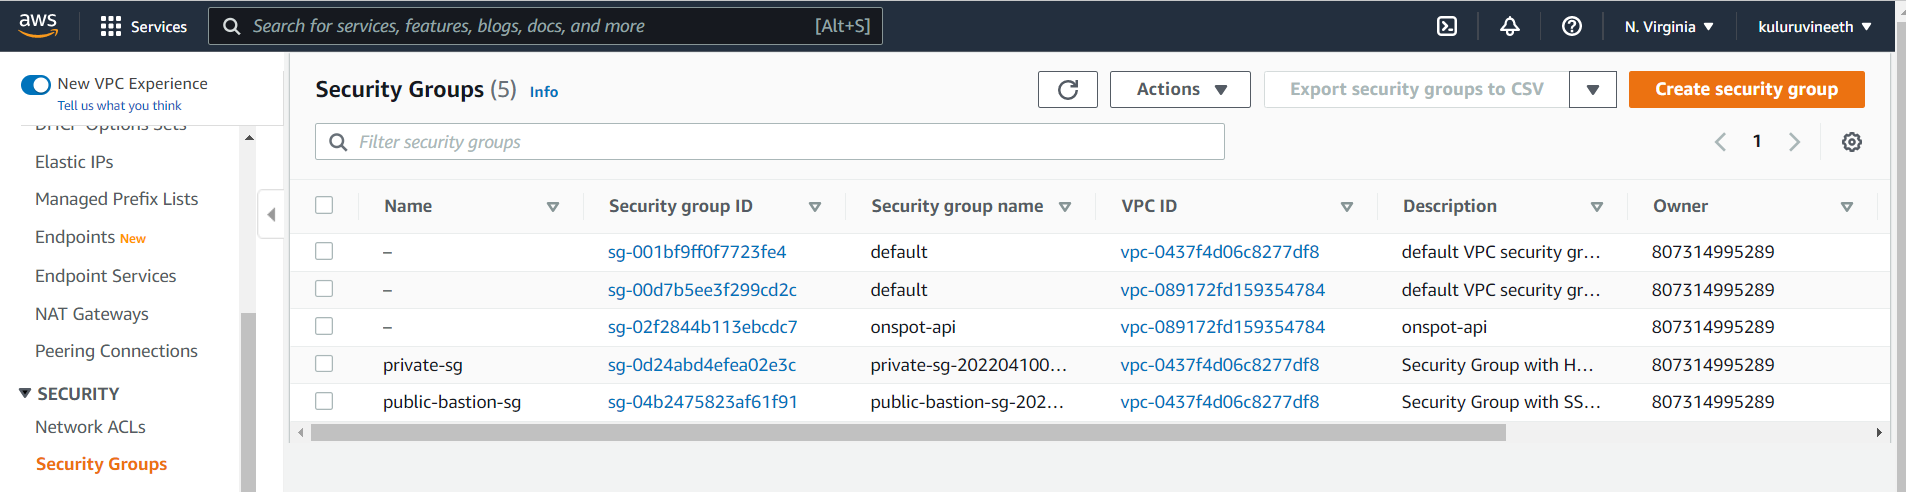 aws
Services
Search for services, features, blogs, docs, and more
[Alt+S]
N. Virginia
kuluruvineeth
New VPC Experience
Tell us what you think
DHCP Options Sets
Elastic IPs
Managed Prefix Lists
Endpoints New
Endpoint Services
NAT Gateways
Peering Connections
SECURITY
Network ACLs
Security Groups
Security Groups (5) Info
Actions
Export security groups to CSV
Create security group
Filter security groups
1
Name Security group ID Security group name VPC ID Description Owner
– sg-001bf9ff0f7723fe4 default vpc-0437f4d06c8277df8 default VPC security gr... 807314995289
– sg-00d7b5ee3f299cd2c default vpc-089172fd159354784 default VPC security gr... 807314995289
– sg-02f2844b113ebcdc7 onspot-api vpc-089172fd159354784 onspot-api 807314995289
private-sg sg-0d24abd4efea02e3c private-sg-202204100... vpc-0437f4d06c8277df8 Security Group with H... 807314995289
public-bastion-sg sg-04b2475823af61f91 public-bastion-sg-202... vpc-0437f4d06c8277df8 Security Group with SS... 807314995289